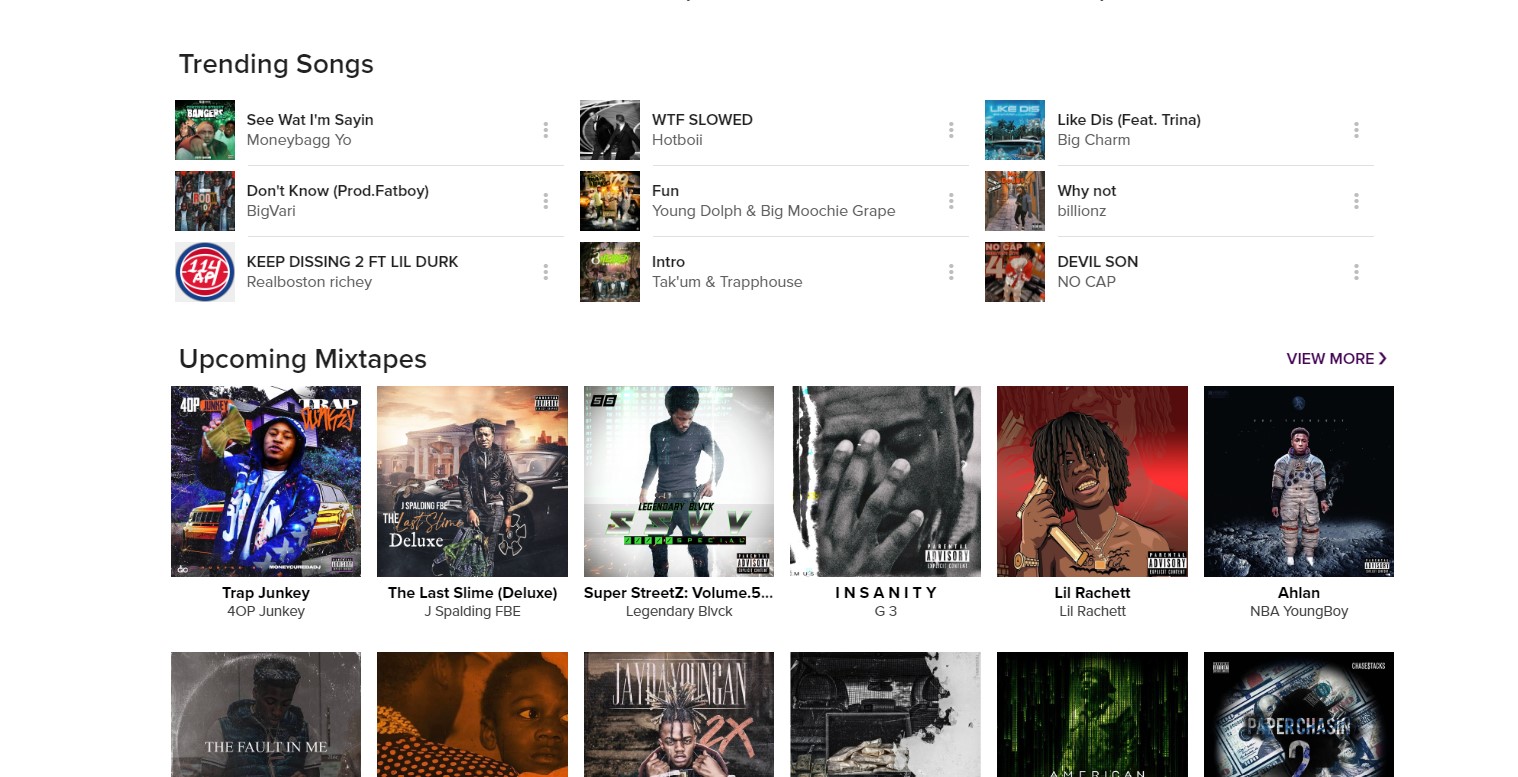 Trending Songs
See Wat I'm Sayin
Moneybagg Yo
WTF SLOWED
Hotboii
LIKE DIS
Like Dis (Feat. Trina)
Big Charm
BANGERS
Don't Know (Prod.Fatboy)
BigVari
Fun
Young Dolph & Big Moochie Grape
Why not
billionz
114
AP
KEEP DISSING 2 FT LIL DURK
Realboston richey
Intro
Tak'um & Trapphouse
NO CAP
DEVIL SON
NO CAP
Upcoming Mixtapes
VIEW MORE
4OP JUNKEY
TRAP
JUNKEY
J SPALDING FBE
THE Last Slime
Deluxe
LEGENDARY BLVCK
SPECIAL
PARENTAL
ADVISORY
EXPLICIT CONTENT
PARENTAL
ADVISORY
EXPLICIT CONTENT
Trap Junkey
4OP Junkey
The Last Slime (Deluxe)
J Spalding FBE
Super StreetZ: Volume.5...
Legendary Blvck
I N S A N I T Y
G 3
Lil Rachett
Lil Rachett
Ahlan
NBA YoungBoy
THE FAULT IN ME
JAYDAYOUNGAN
2X
AMERICAN
CHASE$TACKS
PAPERCHASIN
2